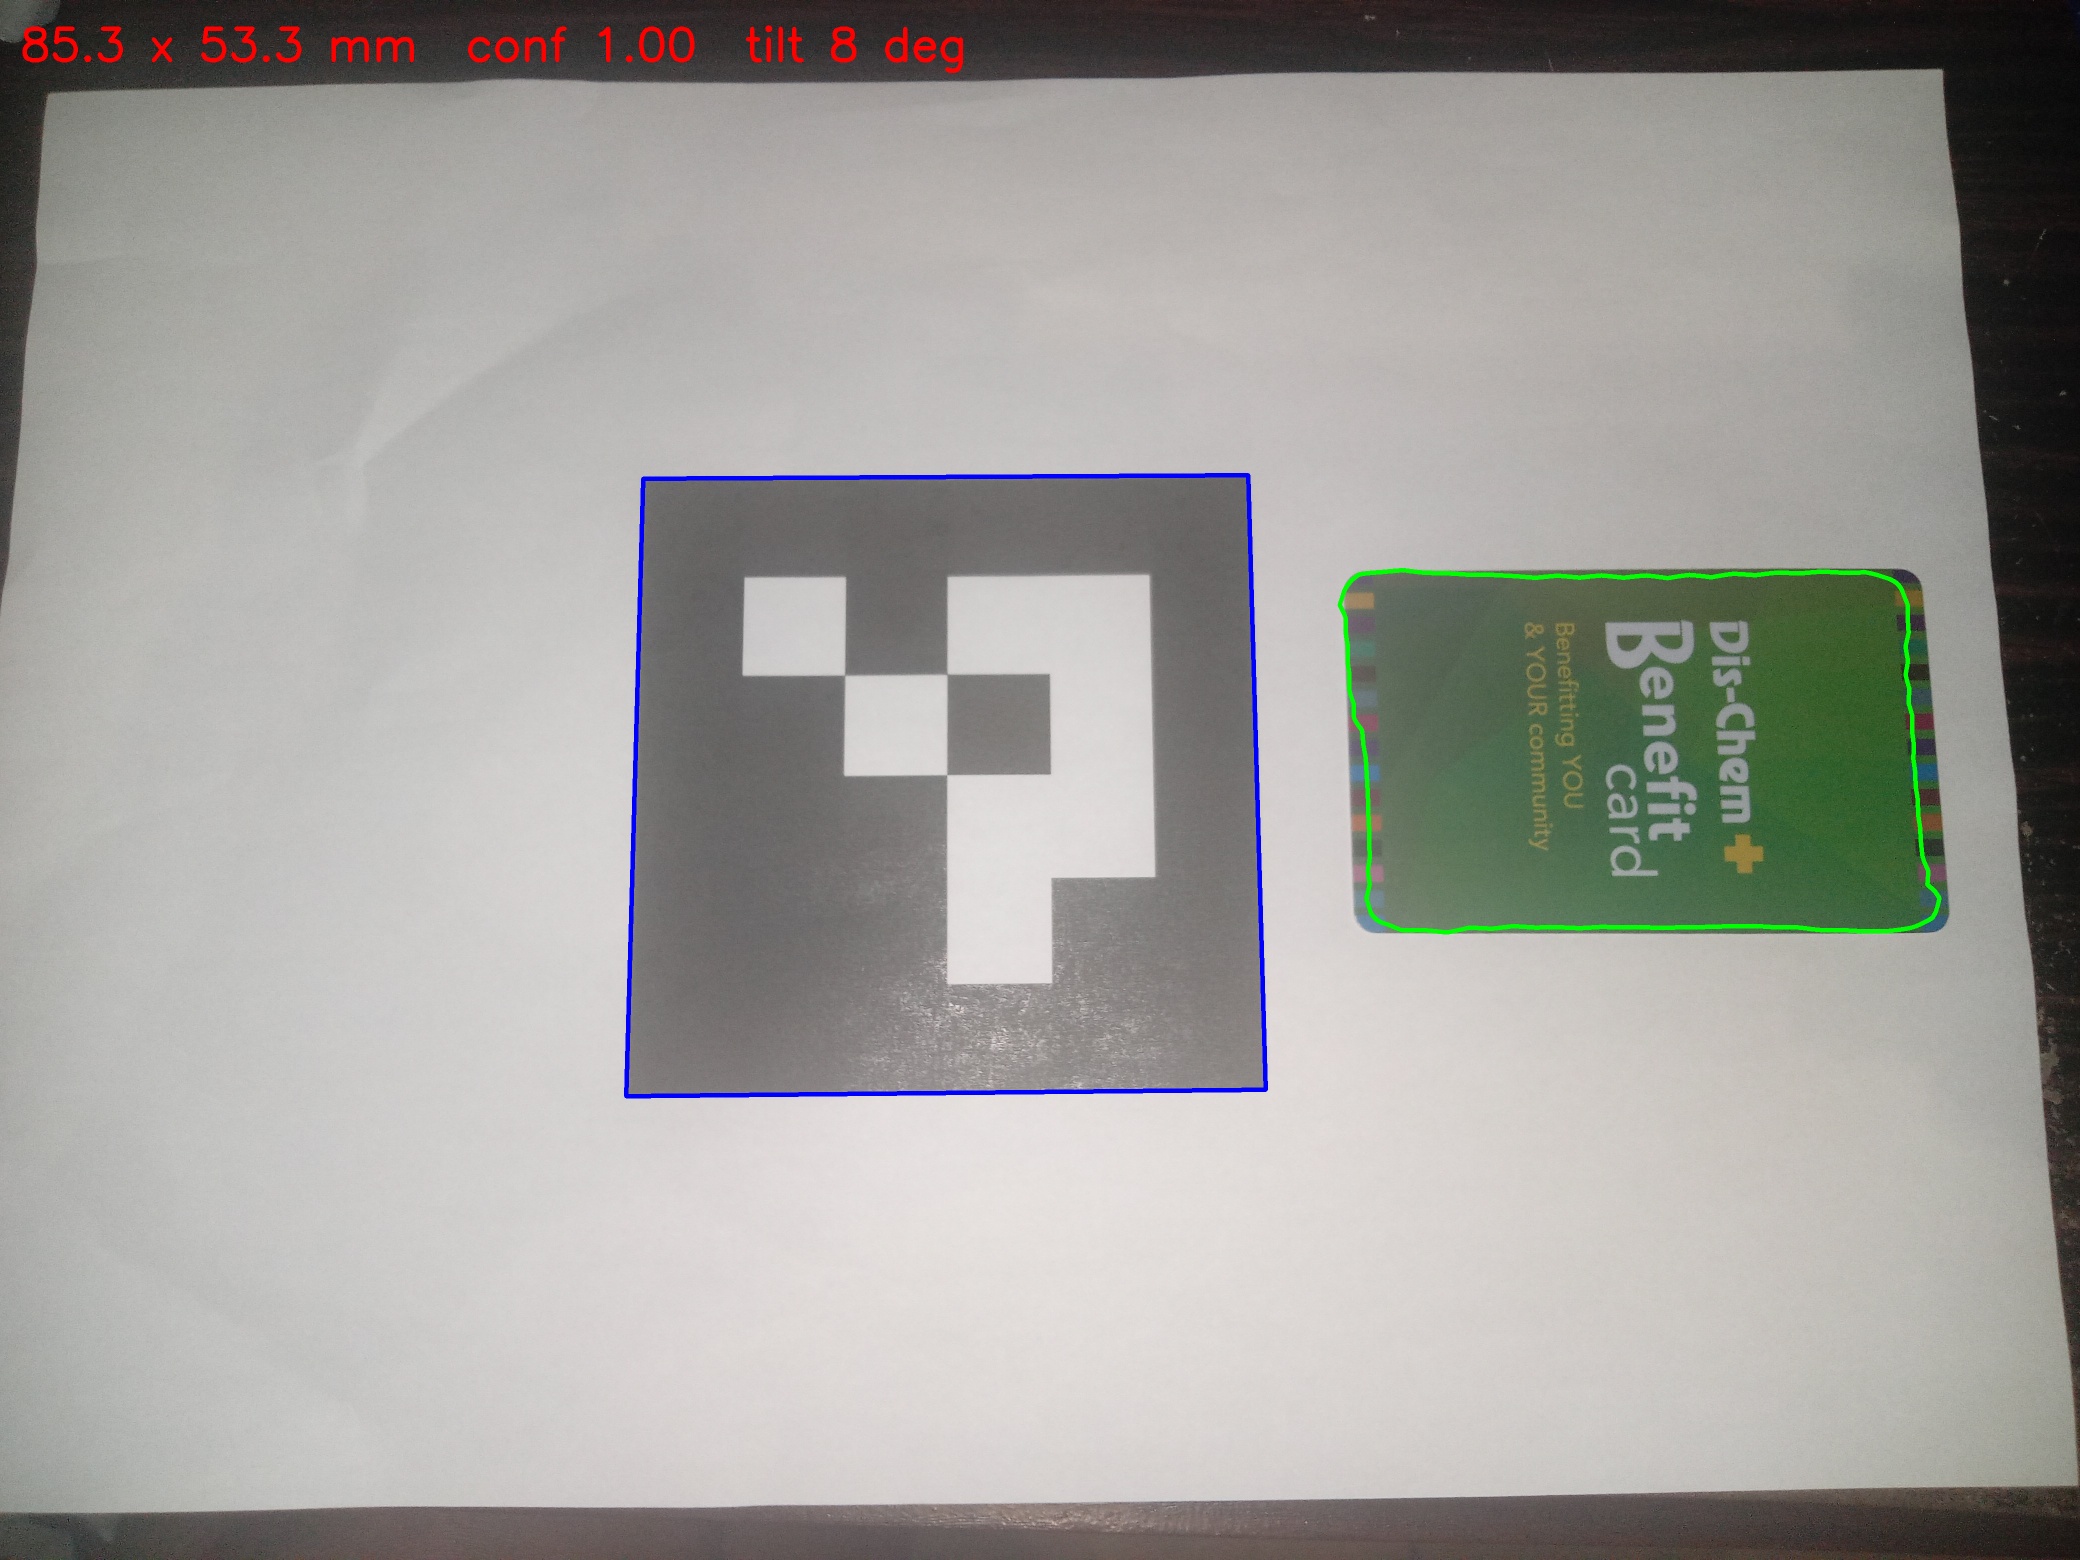 85.3 x 53.3 mm  conf 1.00  tilt 8 deg
Dis-Chem
Benefit
card
Benefitting YOU
& YOUR community